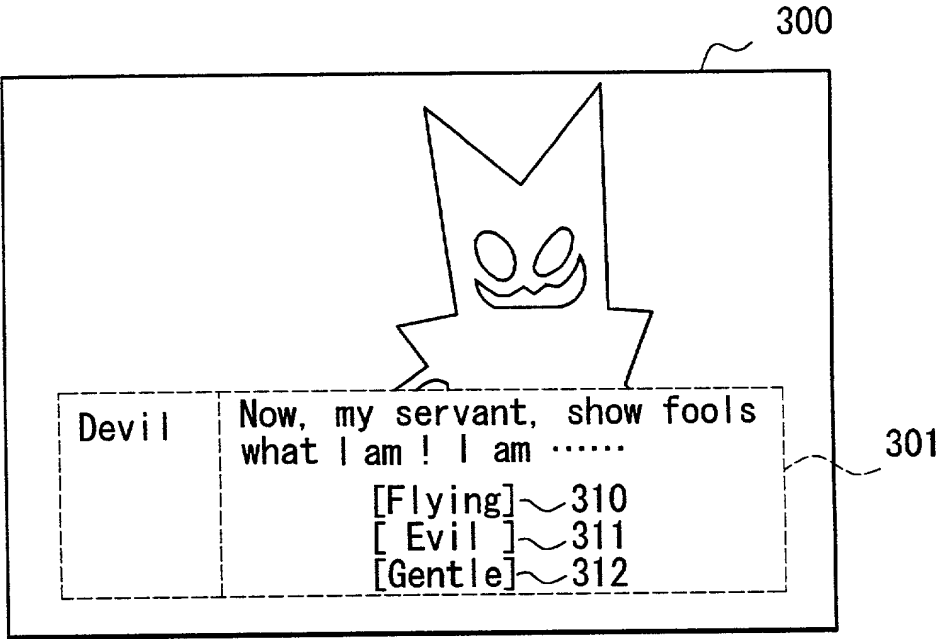 300
Devil
Now, my servant, show fools
what I am ! I am ······
301
[Flying] 310
[ Evil ] 311
[Gentle] 312